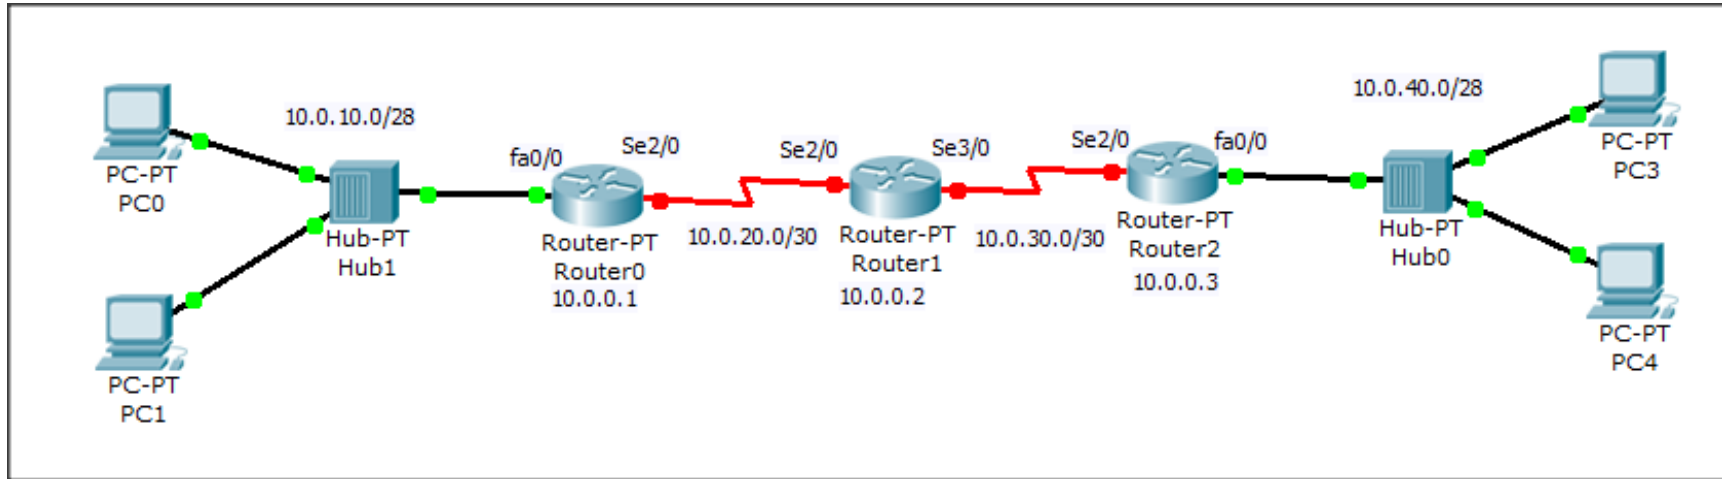 10.0.10.0/28
10.0.40.0/28
PC-PT
PC0
Hub-PT
Hub1
PC-PT
PC1
fa0/0
Se2/0
Router-PT
Router0
10.0.0.1
10.0.20.0/30
Se2/0
Se3/0
Router-PT
Router1
10.0.0.2
10.0.30.0/30
Se2/0
fa0/0
Router-PT
Router2
10.0.0.3
Hub-PT
Hub0
PC-PT
PC3
PC-PT
PC4